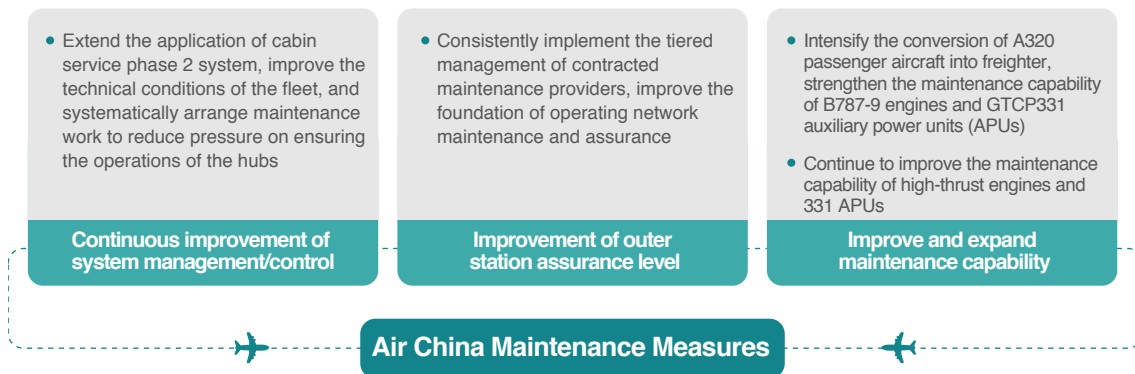 • Extend the application of cabin
service phase 2 system, improve the
technical conditions of the fleet, and
systematically arrange maintenance
work to reduce pressure on ensuring
the operations of the hubs
Continuous improvement of
system management/control
• Consistently implement the tiered
management of contracted
maintenance providers, improve the
foundation of operating network
maintenance and assurance
Improvement of outer
station assurance level
• Intensify the conversion of A320
passenger aircraft into freighter,
strengthen the maintenance capability
of B787-9 engines and GTCP331
auxiliary power units (APUs)
• Continue to improve the maintenance
capability of high-thrust engines and
331 APUs
Improve and expand
maintenance capability
Air China Maintenance Measures